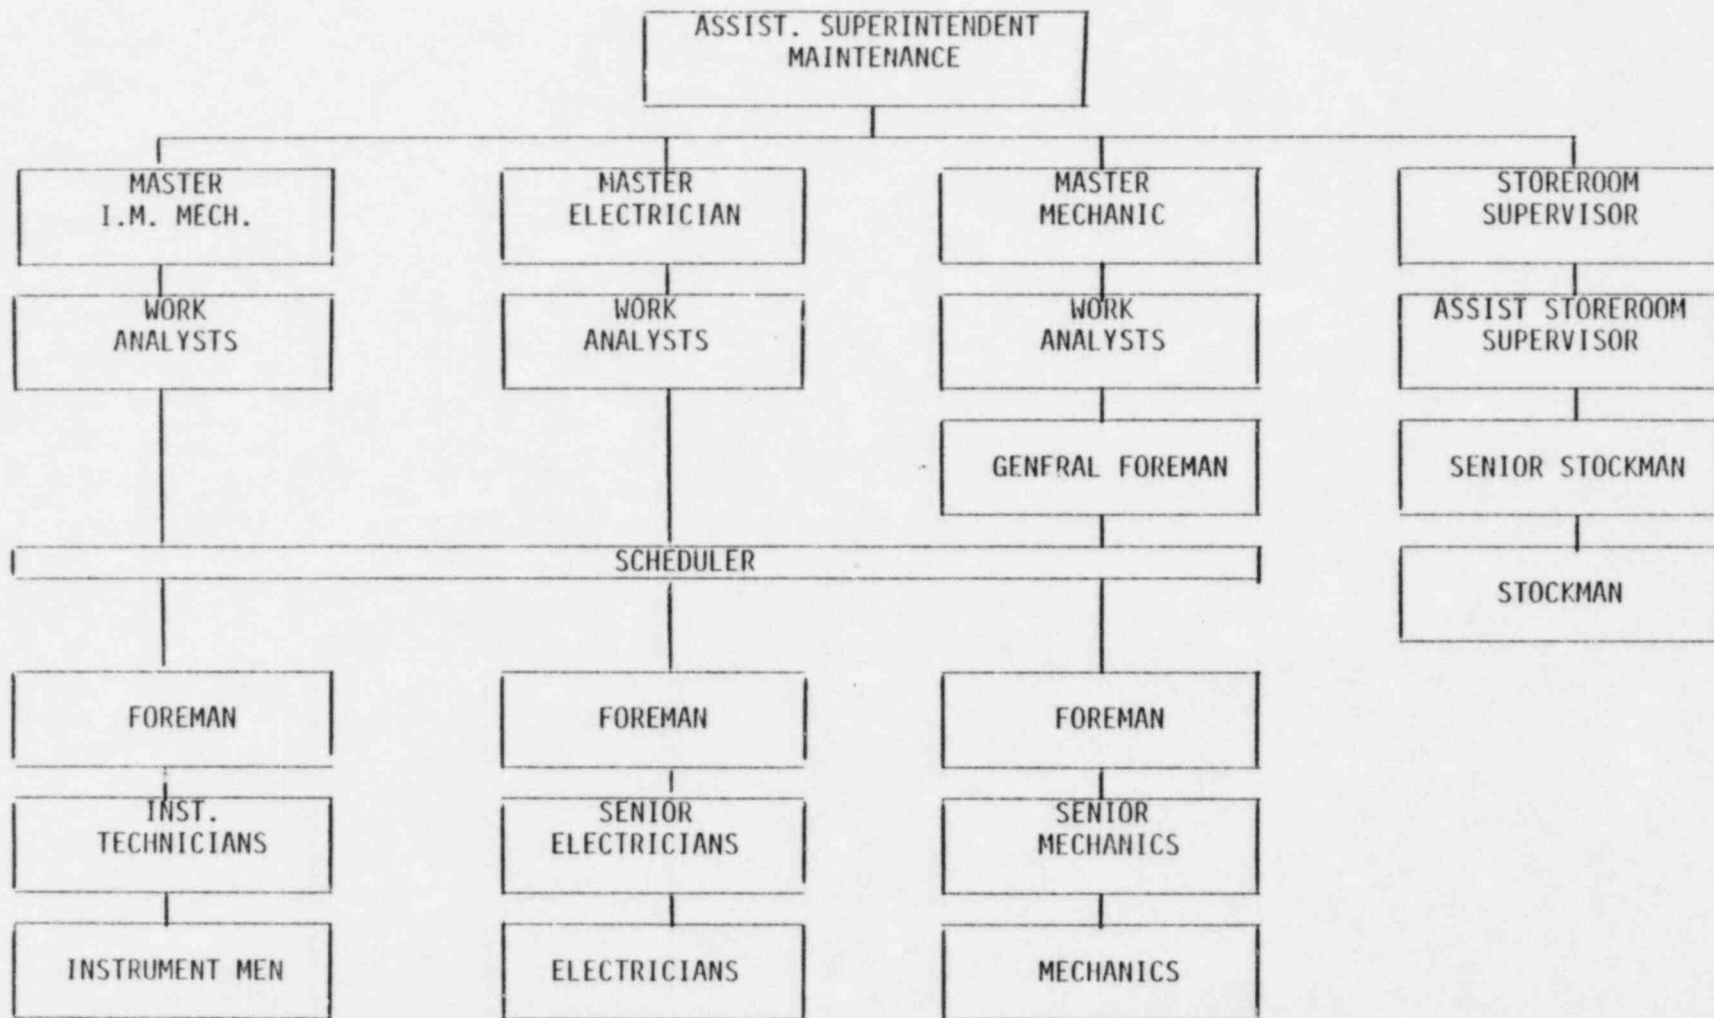 ASSIST. SUPERINTENDENT
MAINTENANCE
MASTER
I.M. MECH.
MASTER
ELECTRICIAN
MASTER
MECHANIC
STOREROOM
SUPERVISOR
WORK
ANALYSTS
WORK
ANALYSTS
WORK
ANALYSTS
ASSIST STOREROOM
SUPERVISOR
GENFRAL FOREMAN
SENIOR STOCKMAN
SCHEDULER
STOCKMAN
FOREMAN
FOREMAN
FOREMAN
INST.
TECHNICIANS
SENIOR
ELECTRICIANS
SENIOR
MECHANICS
INSTRUMENT MEN
ELECTRICIANS
MECHANICS